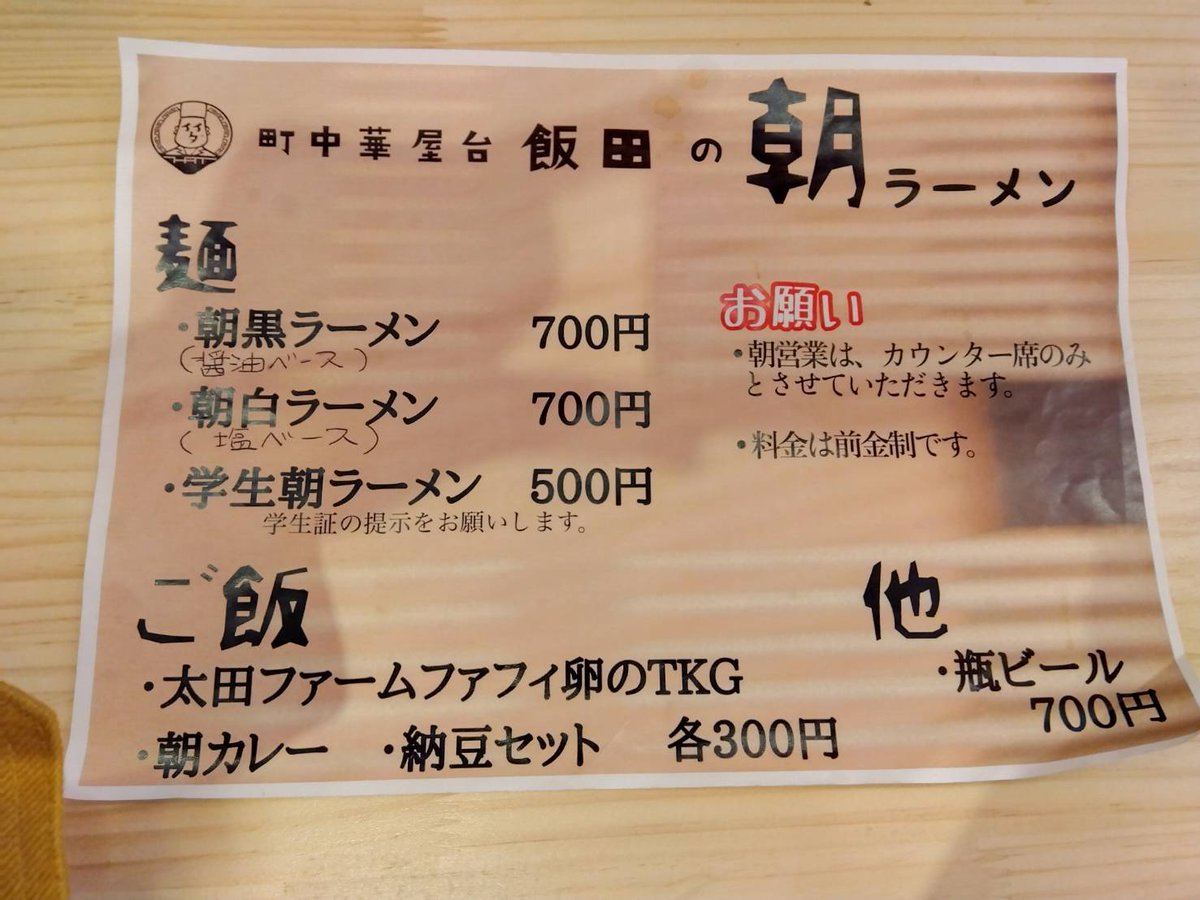 町中華屋台 飯田 の 朝 ラーメン
麺
・朝黒ラーメン 700円
(醤油ベース)
・朝白ラーメン 700円
(塩ベース)
・学生朝ラーメン 500円
学生証の提示をお願いします。
お願い
・朝営業は、カウンター席のみ
とさせていただきます。
・料金は前金制です。
ご飯
・太田ファームファフィ卵のTKG
・朝カレー ・納豆セット 各300円
他
・瓶ビール
700円